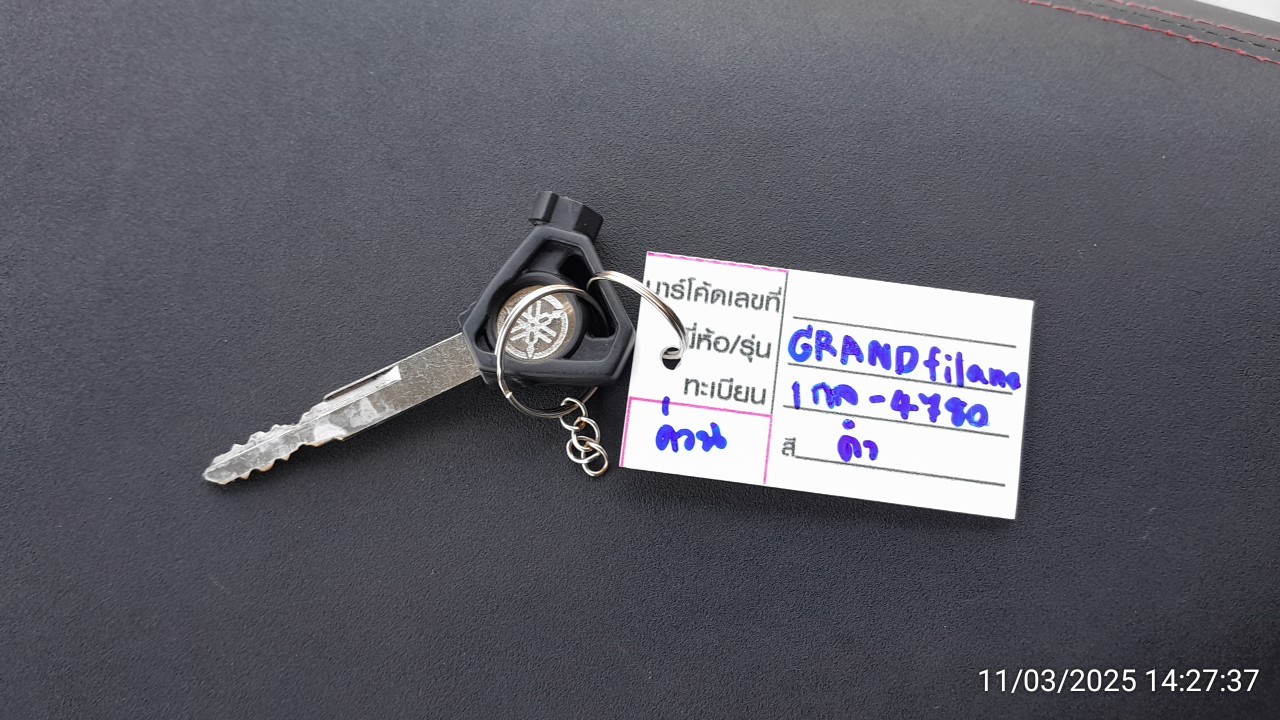 บาร์โค้ดเลขที่
ยี่ห้อ/รุ่น GRAND filano
ทะเบียน 1กก-4780
ด่วน สี ดำ
11/03/2025 14:27:37